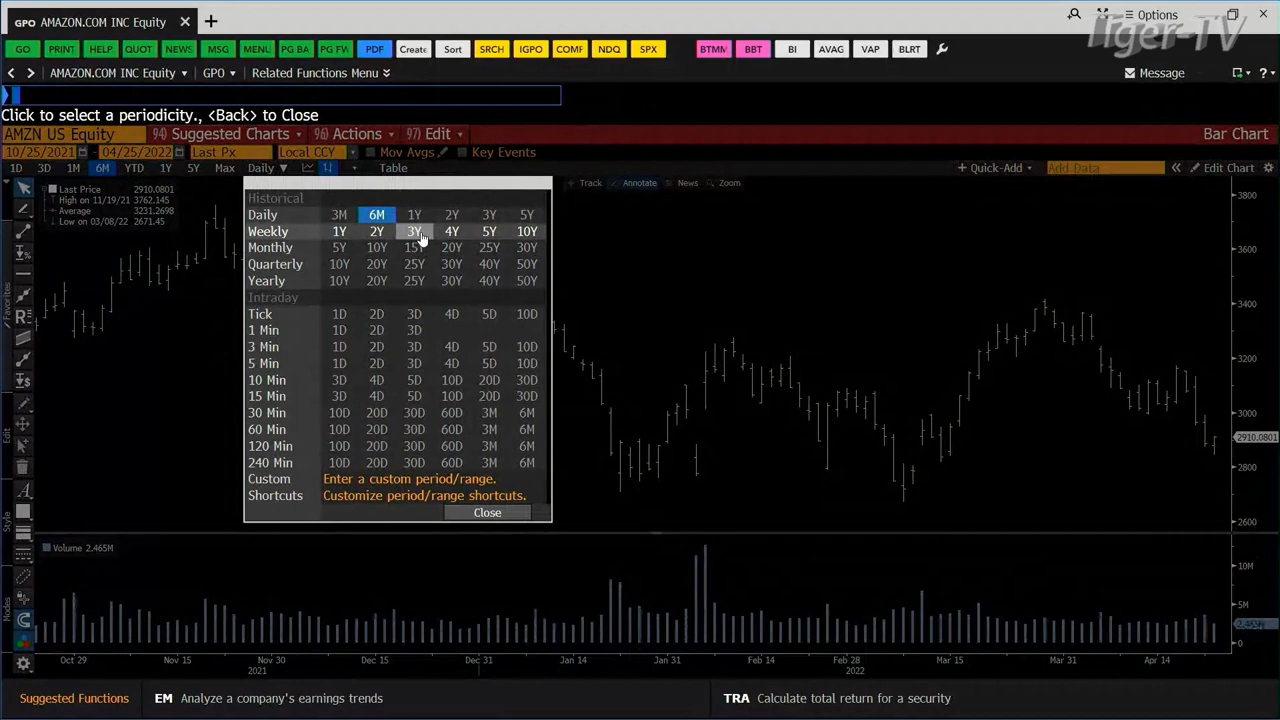 GPO AMAZON.COM INC Equity
Options
Tiger-TV
GO PRINT HELP QUOT NEWS MSG MENU PG BA PG FW PDF Create Sort SRCH IGPO COMF NDQ SPX BTMM BBT BI AVAG VAP BLRT
AMAZON.COM INC Equity GPO Related Functions Menu Message
Click to select a periodicity., <Back> to Close
AMZN US Equity 94) Suggested Charts 96) Actions 97) Edit Bar Chart
10/25/2021 04/25/2022 Last Px Local CCY Mov Avgs Key Events
1D 3D 1M 6M YTD 1Y 5Y Max Daily Table + Quick-Add Add Data Edit Chart
Track Annotate News Zoom
Last Price 2910.0801
High on 11/19/21 3696.06
Average 3231.2698
Low on 03/08/22 2671.45
Historical
Daily 3M 6M 1Y 2Y 3Y 5Y
Weekly 1Y 2Y 3Y 4Y 5Y 10Y
Monthly 5Y 10Y 15Y 20Y 25Y 30Y
Quarterly 10Y 20Y 25Y 30Y 40Y 50Y
Yearly 10Y 20Y 25Y 30Y 40Y 50Y
Intraday
Tick 1D 2D 3D 4D 5D 10D
1 Min 1D 2D 3D
3 Min 1D 2D 3D 4D 5D 10D
5 Min 1D 2D 3D 4D 5D 10D
10 Min 3D 4D 5D 10D 20D 30D
15 Min 3D 4D 5D 10D 20D 30D
30 Min 10D 20D 30D 60D 3M 6M
60 Min 10D 20D 30D 60D 3M 6M
120 Min 10D 20D 30D 60D 3M 6M
240 Min 10D 20D 30D 60D 3M 6M
Custom Enter a custom period/range.
Shortcuts Customize period/range shortcuts.
Close
3800
3600
3400
3200
3000
2910.0801
2800
2600
Volume 2.465M
10M
5M
2.465M
0
Favorites
Edit
Style
Modes
Oct 29 Nov 15 Nov 30 Dec 15 Dec 31 Jan 14 Jan 31 Feb 14 Feb 28 Mar 15 Mar 31 Apr 14
2021 2022
Suggested Functions EM Analyze a company's earnings trends TRA Calculate total return for a security